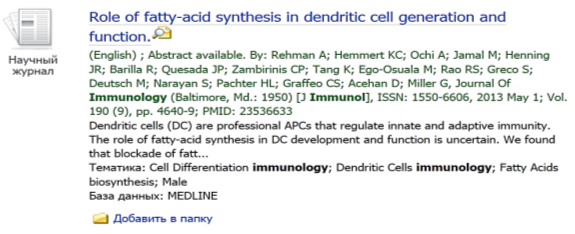 Role of fatty-acid synthesis in dendritic cell generation and
function.
Научный
журнал
(English) ; Abstract available. By: Rehman A; Hemmert KC; Ochi A; Jamal M; Henning
JR; Barilla R; Quesada JP; Zambirinis CP; Tang K; Ego-Osuala M; Rao RS; Greco S;
Deutsch M; Narayan S; Pachter HL; Graffeo CS; Acehan D; Miller G, Journal Of
Immunology (Baltimore, Md.: 1950) [J Immunol], ISSN: 1550-6606, 2013 May 1; Vol.
190 (9), pp. 4640-9; PMID: 23536633
Dendritic cells (DC) are professional APCs that regulate innate and adaptive immunity.
The role of fatty-acid synthesis in DC development and function is uncertain. We found
that blockade of fatt...
Тематика: Cell Differentiation immunology; Dendritic Cells immunology; Fatty Acids
biosynthesis; Male
База данных: MEDLINE
Добавить в папку